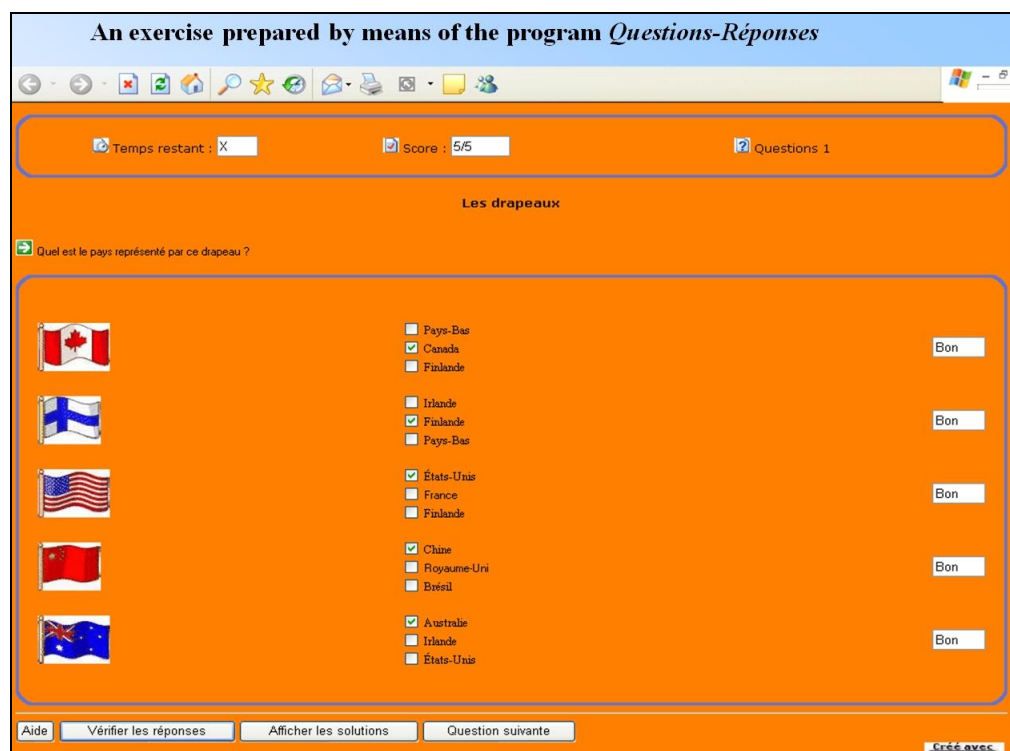 An exercise prepared by means of the program Questions-Réponses
Temps restant : X Score : 5/5 Questions 1
Les drapeaux
Quel est le pays représenté par ce drapeau ?
Pays-Bas
Canada Bon
Finlande
Irlande
Finlande Bon
Pays-Bas
États-Unis
France Bon
Finlande
Chine
Royaume-Uni Bon
Brésil
Australie
Irlande Bon
États-Unis
Aide Vérifier les réponses Afficher les solutions Question suivante
Créé avec